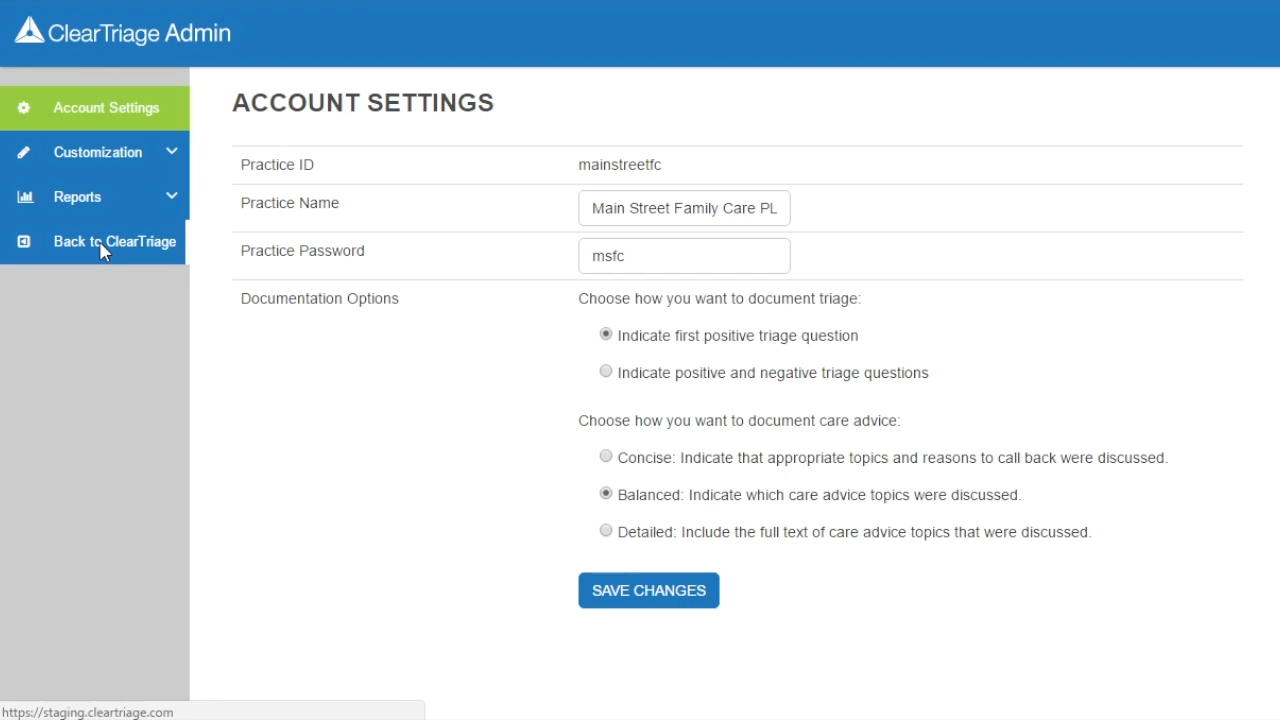 ClearTriage Admin
Account Settings
Customization
Reports
Back to ClearTriage
ACCOUNT SETTINGS
Practice ID
mainstreetfc
Practice Name
Main Street Family Care PL
Practice Password
msfc
Documentation Options
Choose how you want to document triage:
Indicate first positive triage question
Indicate positive and negative triage questions
Choose how you want to document care advice:
Concise: Indicate that appropriate topics and reasons to call back were discussed.
Balanced: Indicate which care advice topics were discussed.
Detailed: Include the full text of care advice topics that were discussed.
SAVE CHANGES
https://staging.cleartriage.com